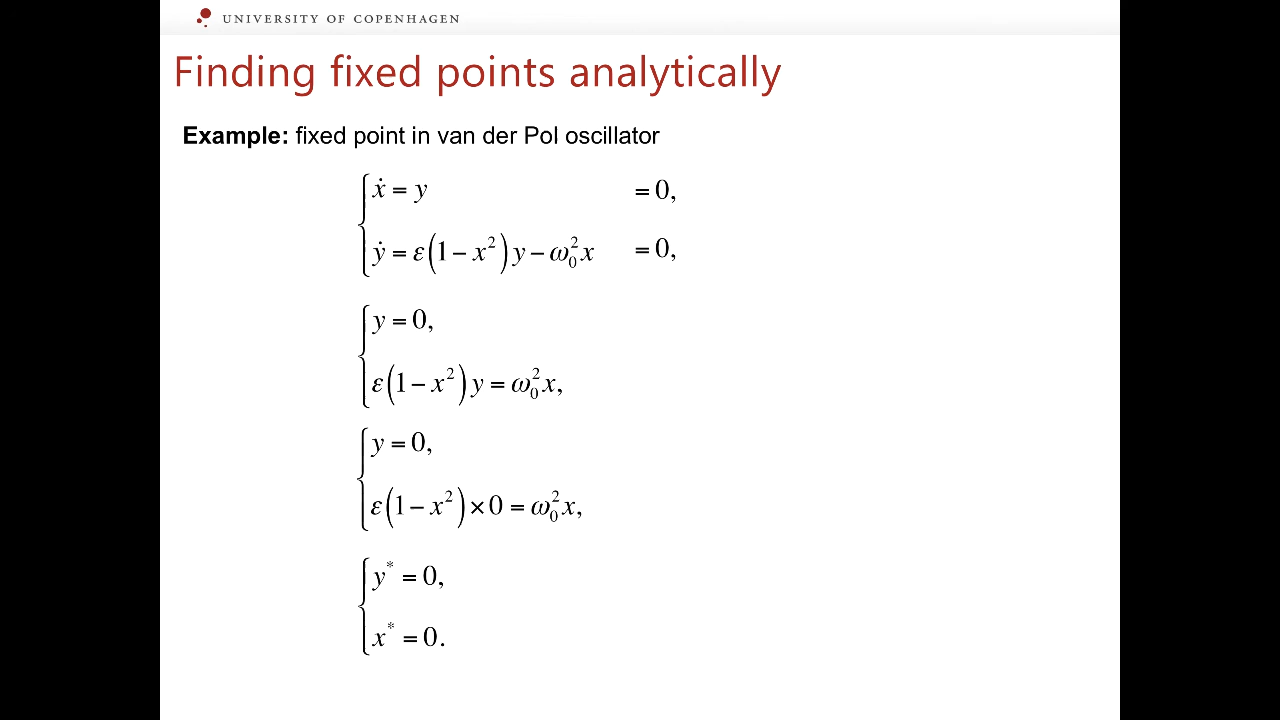 UNIVERSITY OF COPENHAGEN
Finding fixed points analytically
Example: fixed point in van der Pol oscillator
ẋ = y = 0,
ẏ = ε(1 − x²)y − ω₀²x = 0,
y = 0,
ε(1 − x²)y = ω₀²x,
y = 0,
ε(1 − x²)×0 = ω₀²x,
y* = 0,
x* = 0.